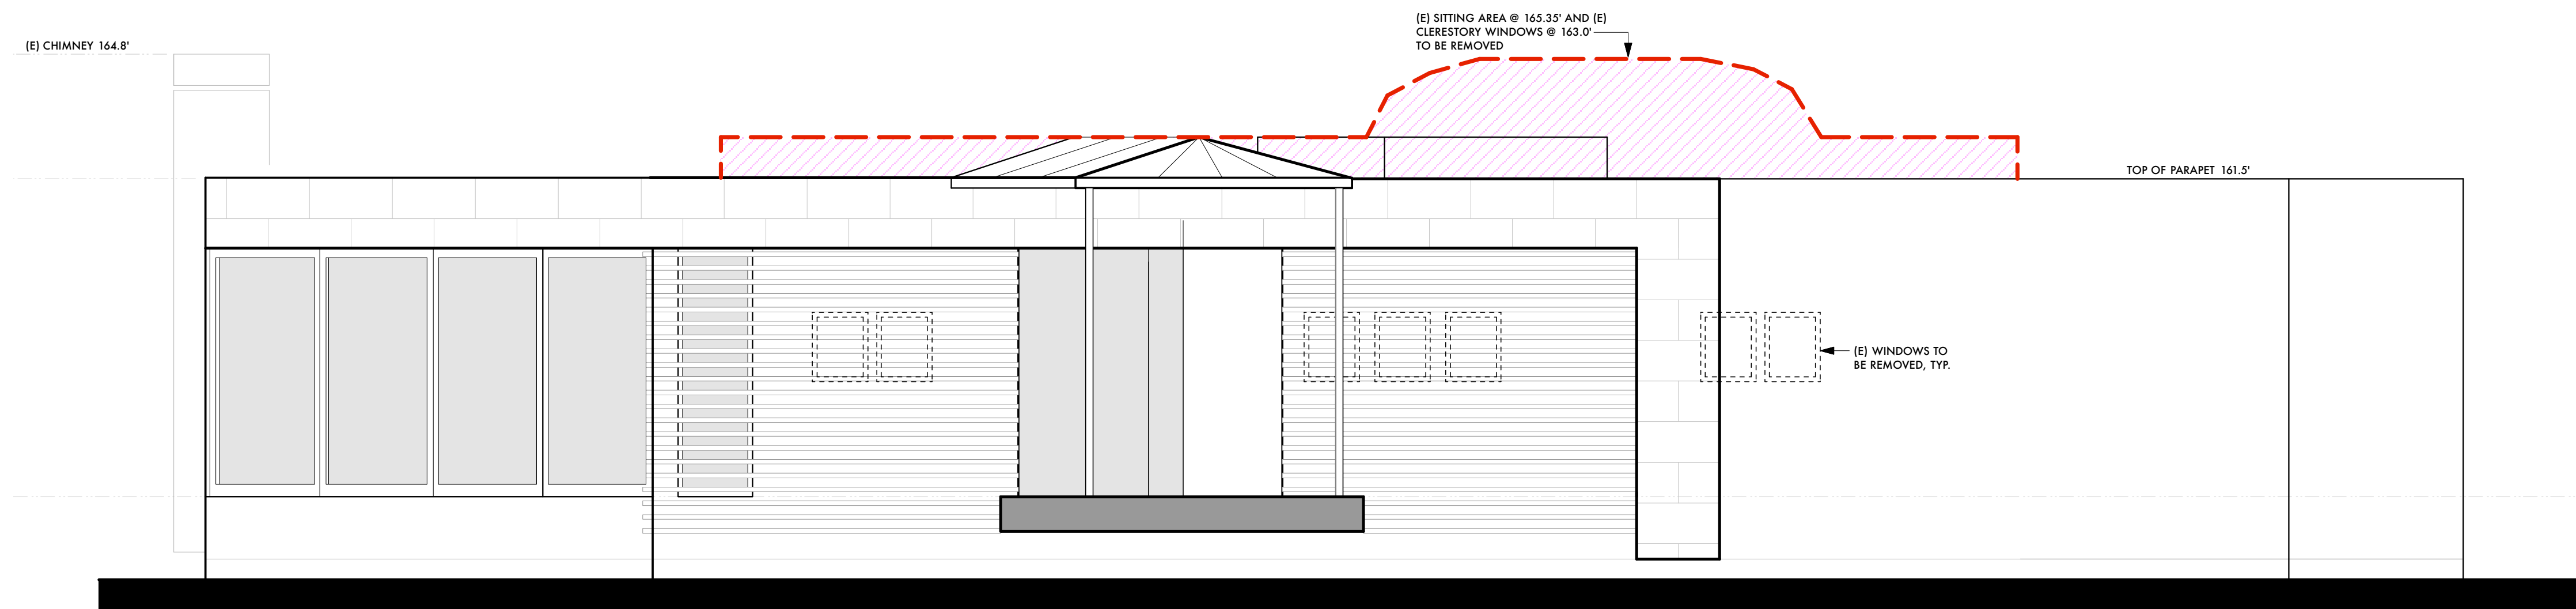 (E) CHIMNEY 164.8'
(E) SITTING AREA @ 165.35' AND (E)
CLERESTORY WINDOWS @ 163.0'
TO BE REMOVED
TOP OF PARAPET 161.5'
(E) WINDOWS TO
BE REMOVED, TYP.